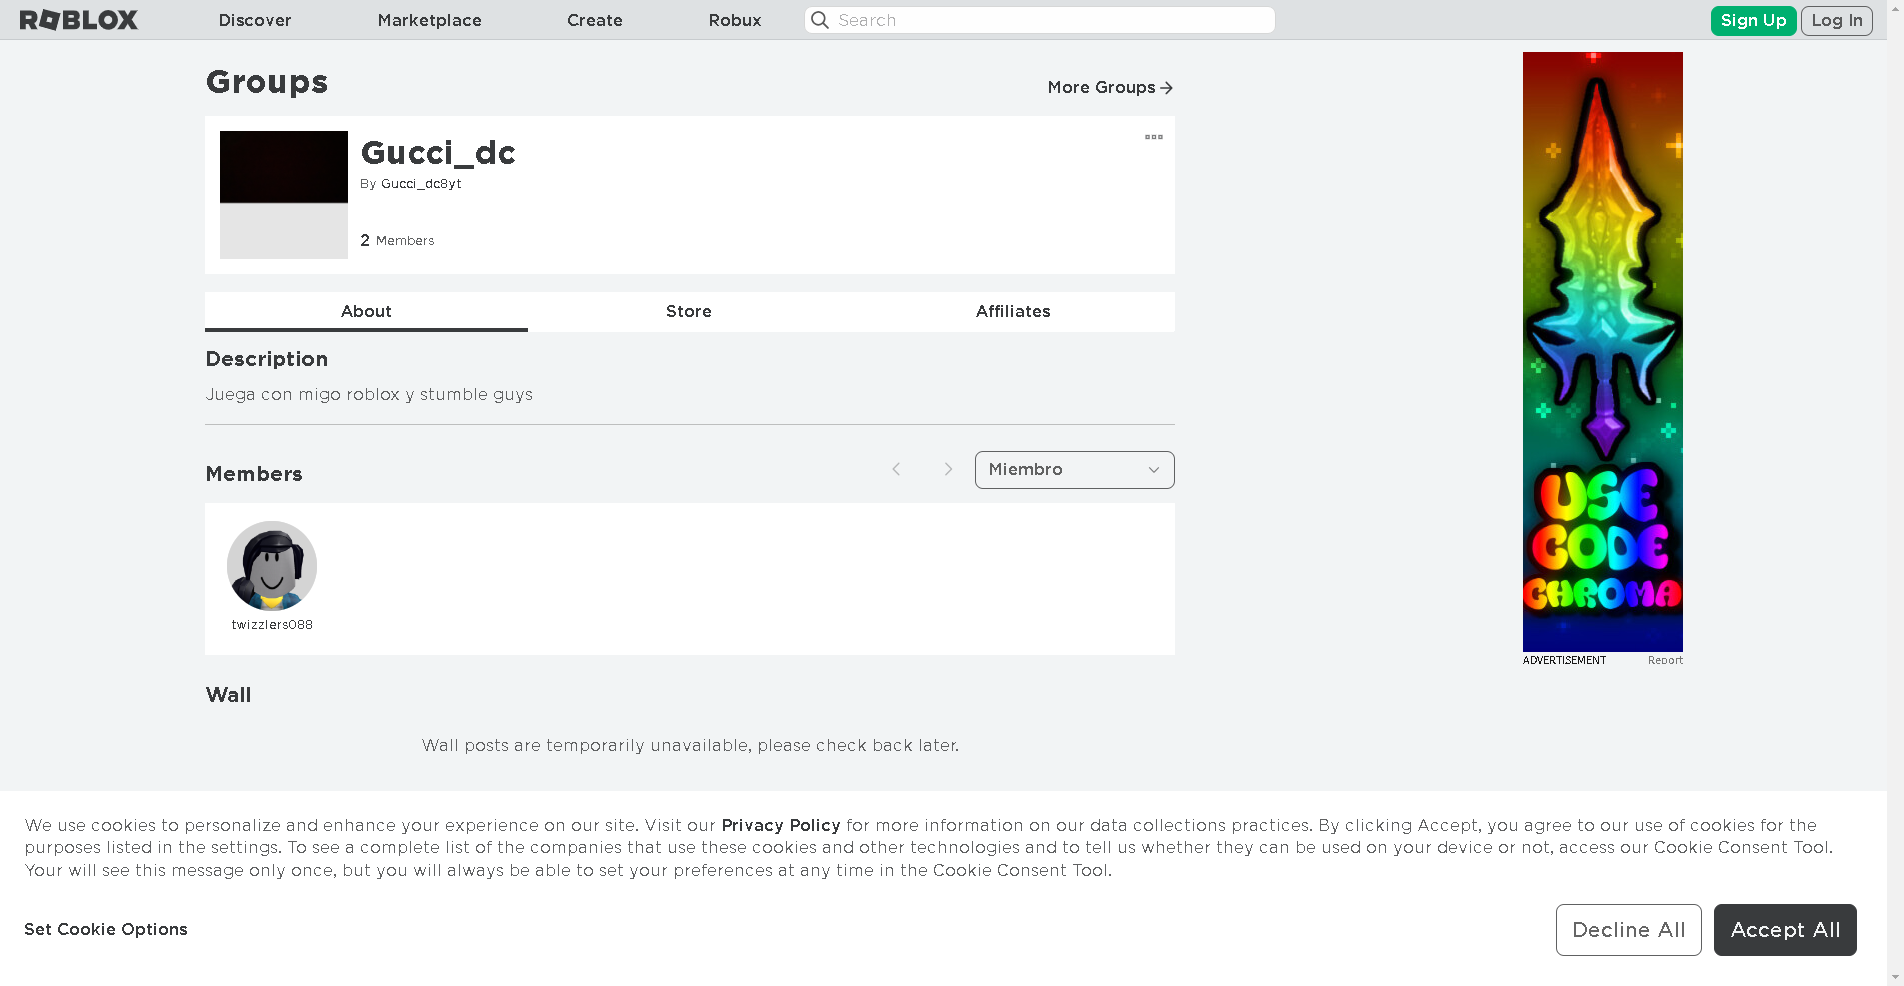 ROBLOX
Discover
Marketplace
Create
Robux
Search
Sign Up
Log In
Groups
More Groups
Gucci_dc
By Gucci_dc8yt
2 Members
About
Store
Affiliates
Description
Juega con migo roblox y stumble guys
Members
Miembro
twizzlers088
Wall
Wall posts are temporarily unavailable, please check back later.
USE
CODE
CHROMA
ADVERTISEMENT
Report
We use cookies to personalize and enhance your experience on our site. Visit our Privacy Policy for more information on our data collections practices. By clicking Accept, you agree to our use of cookies for the
purposes listed in the settings. To see a complete list of the companies that use these cookies and other technologies and to tell us whether they can be used on your device or not, access our Cookie Consent Tool.
Your will see this message only once, but you will always be able to set your preferences at any time in the Cookie Consent Tool.
Set Cookie Options
Decline All
Accept All